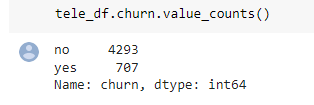 tele_df.churn.value_counts()
no     4293
yes     707
Name: churn, dtype: int64